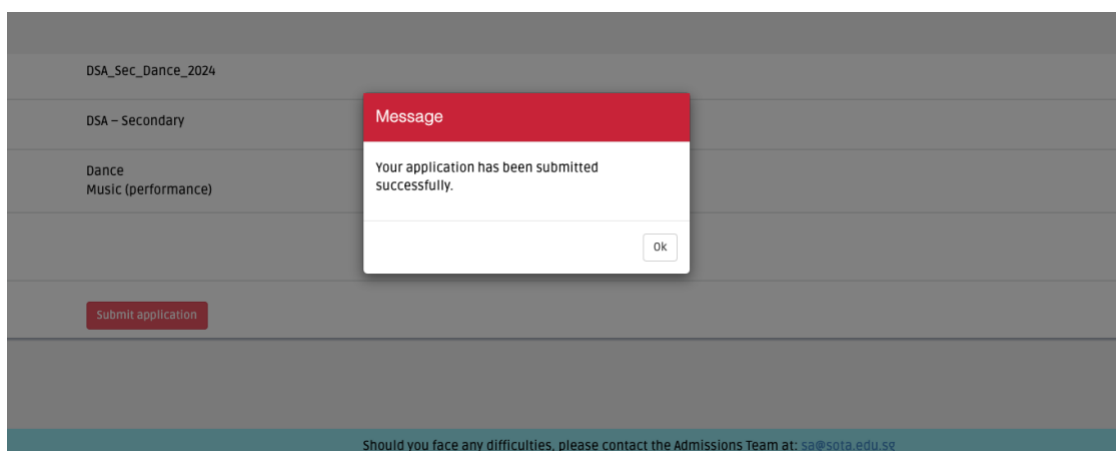 DSA_Sec_Dance_2024
DSA – Secondary
Dance
Music (performance)
Message
Your application has been submitted
successfully.
Ok
Submit application
Should you face any difficulties, please contact the Admissions Team at: sa@sota.edu.sg